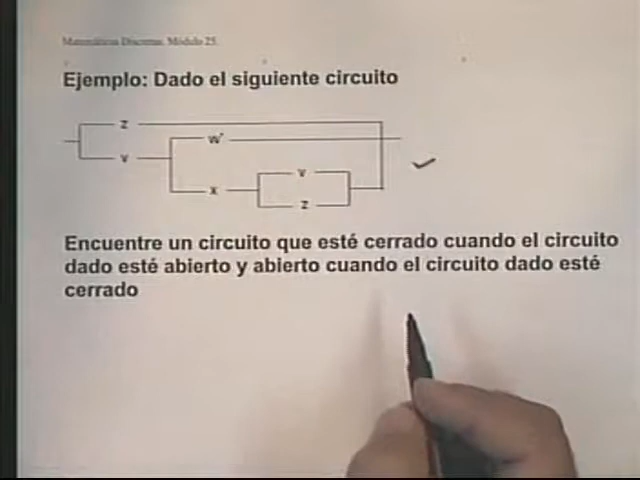 Matemáticas Discretas. Módulo 25.
Ejemplo: Dado el siguiente circuito
z
w'
y
x
y
z
Encuentre un circuito que esté cerrado cuando el circuito
dado esté abierto y abierto cuando el circuito dado esté
cerrado